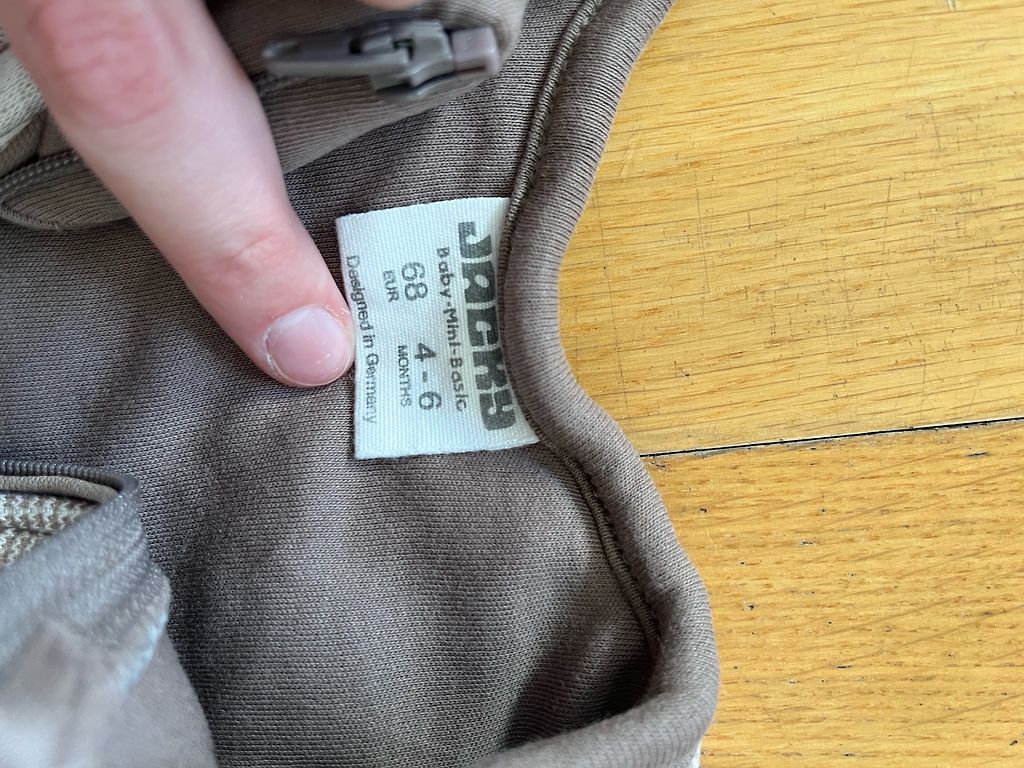 JACKY
Baby-Mini-Basic
68 4-6
EUR MONTHS
Designed in Germany